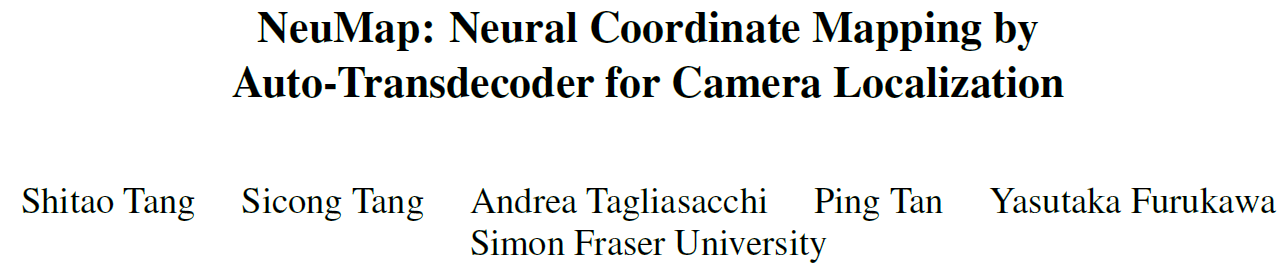 NeuMap: Neural Coordinate Mapping by
Auto-Transdecoder for Camera Localization
Shitao Tang Sicong Tang Andrea Tagliasacchi Ping Tan Yasutaka Furukawa
Simon Fraser University